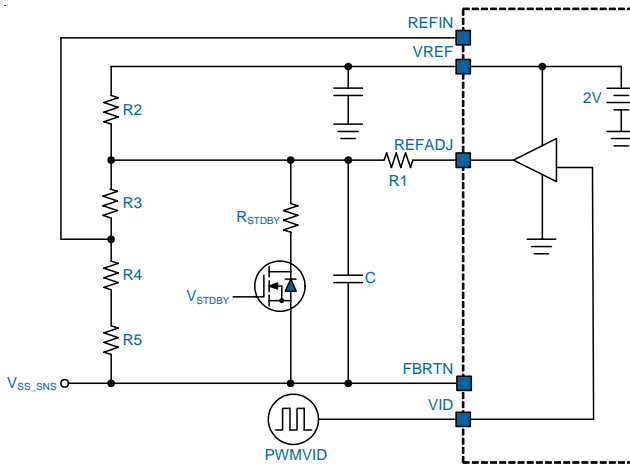 REFIN
VREF
2V
R2
REFADJ
R1
R3
RSTDBY
R4
C
VSTDBY
R5
FBRTN
VSS_SNS
VID
PWMVID